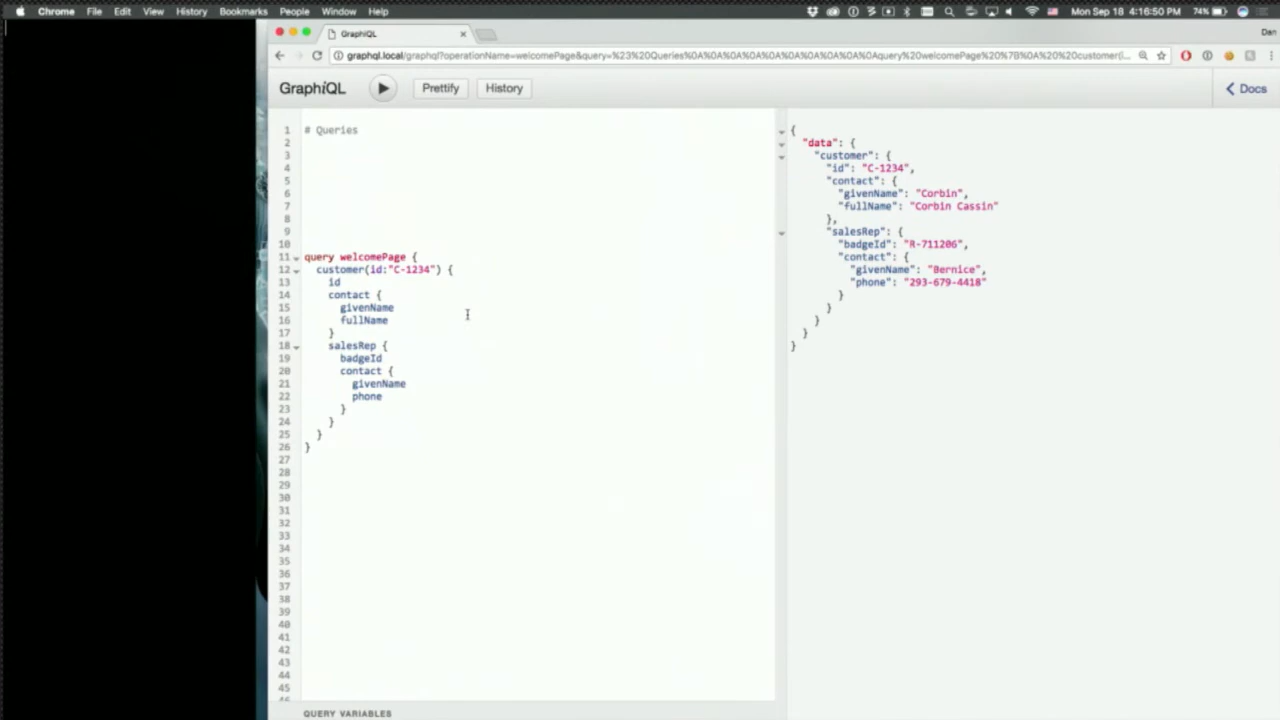 Chrome File Edit View History Bookmarks People Window Help
74% Mon Sep 18 4:16:50 PM Dan
GraphiQL
Dan
graphql.local/graphql?operationName=welcomePage&query=%23%20Queries%0A%0A%0A%0A%0A%0A%0A%0A%0A%0Aquery%20welcomePage%20%7B%0A%20%20customer(i...
GraphiQL Prettify History Docs
1 # Queries
2
3
4
5
6
7
8
9
10
11 query welcomePage {
12 customer(id:"C-1234") {
13 id
14 contact {
15 givenName
16 fullName
17 }
18 salesRep {
19 badgeId
20 contact {
21 givenName
22 phone
23 }
24 }
25 }
26 }
27
28
29
30
31
32
33
34
35
36
37
38
39
40
41
42
43
44
45
{
"data": {
"customer": {
"id": "C-1234",
"contact": {
"givenName": "Corbin",
"fullName": "Corbin Cassin"
},
"salesRep": {
"badgeId": "R-711206",
"contact": {
"givenName": "Bernice",
"phone": "293-679-4418"
}
}
}
}
}
QUERY VARIABLES